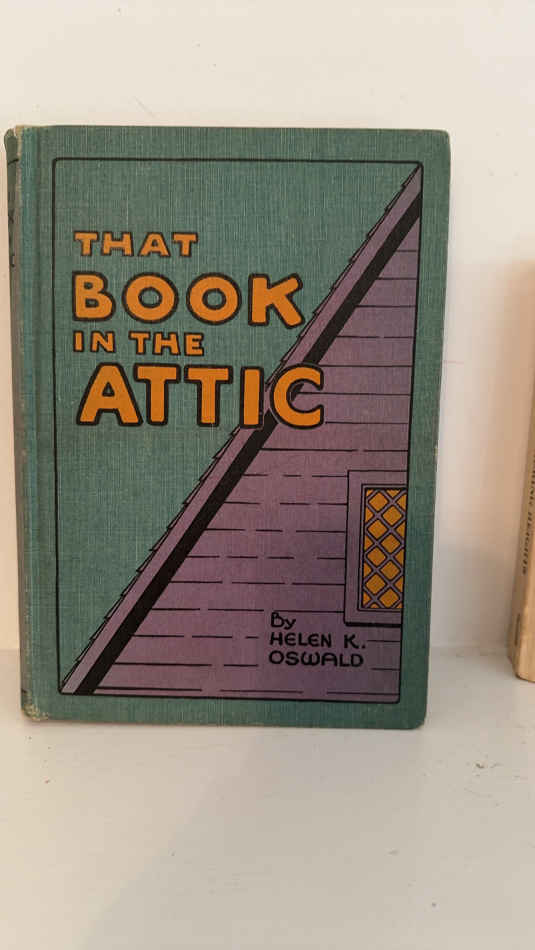 THAT
BOOK
IN THE
ATTIC
By
HELEN K.
OSWALD